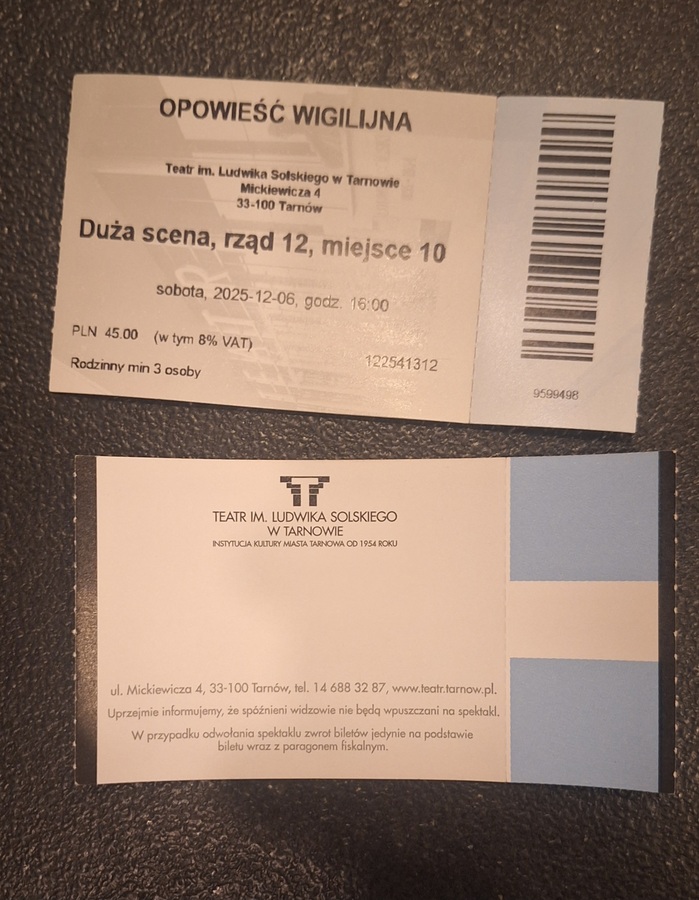 OPOWIEŚĆ WIGILIJNA
Teatr im. Ludwika Solskiego w Tarnowie
Mickiewicza 4
33-100 Tarnów
Duża scena, rząd 12, miejsce 10
sobota, 2025-12-06, godz. 16:00
PLN 45.00 (w tym 8% VAT)
122541312
Rodzinny min 3 osoby
9599498
TEATR IM. LUDWIKA SOLSKIEGO
W TARNOWIE
INSTYTUCJA KULTURY MIASTA TARNOWA OD 1954 ROKU
ul. Mickiewicza 4, 33-100 Tarnów, tel. 14 688 32 87, www.teatr.tarnow.pl.
Uprzejmie informujemy, że spóźnieni widzowie nie będą wpuszczani na spektakl.
W przypadku odwołania spektaklu zwrot biletów jedynie na podstawie
biletu wraz z paragonem fiskalnym.